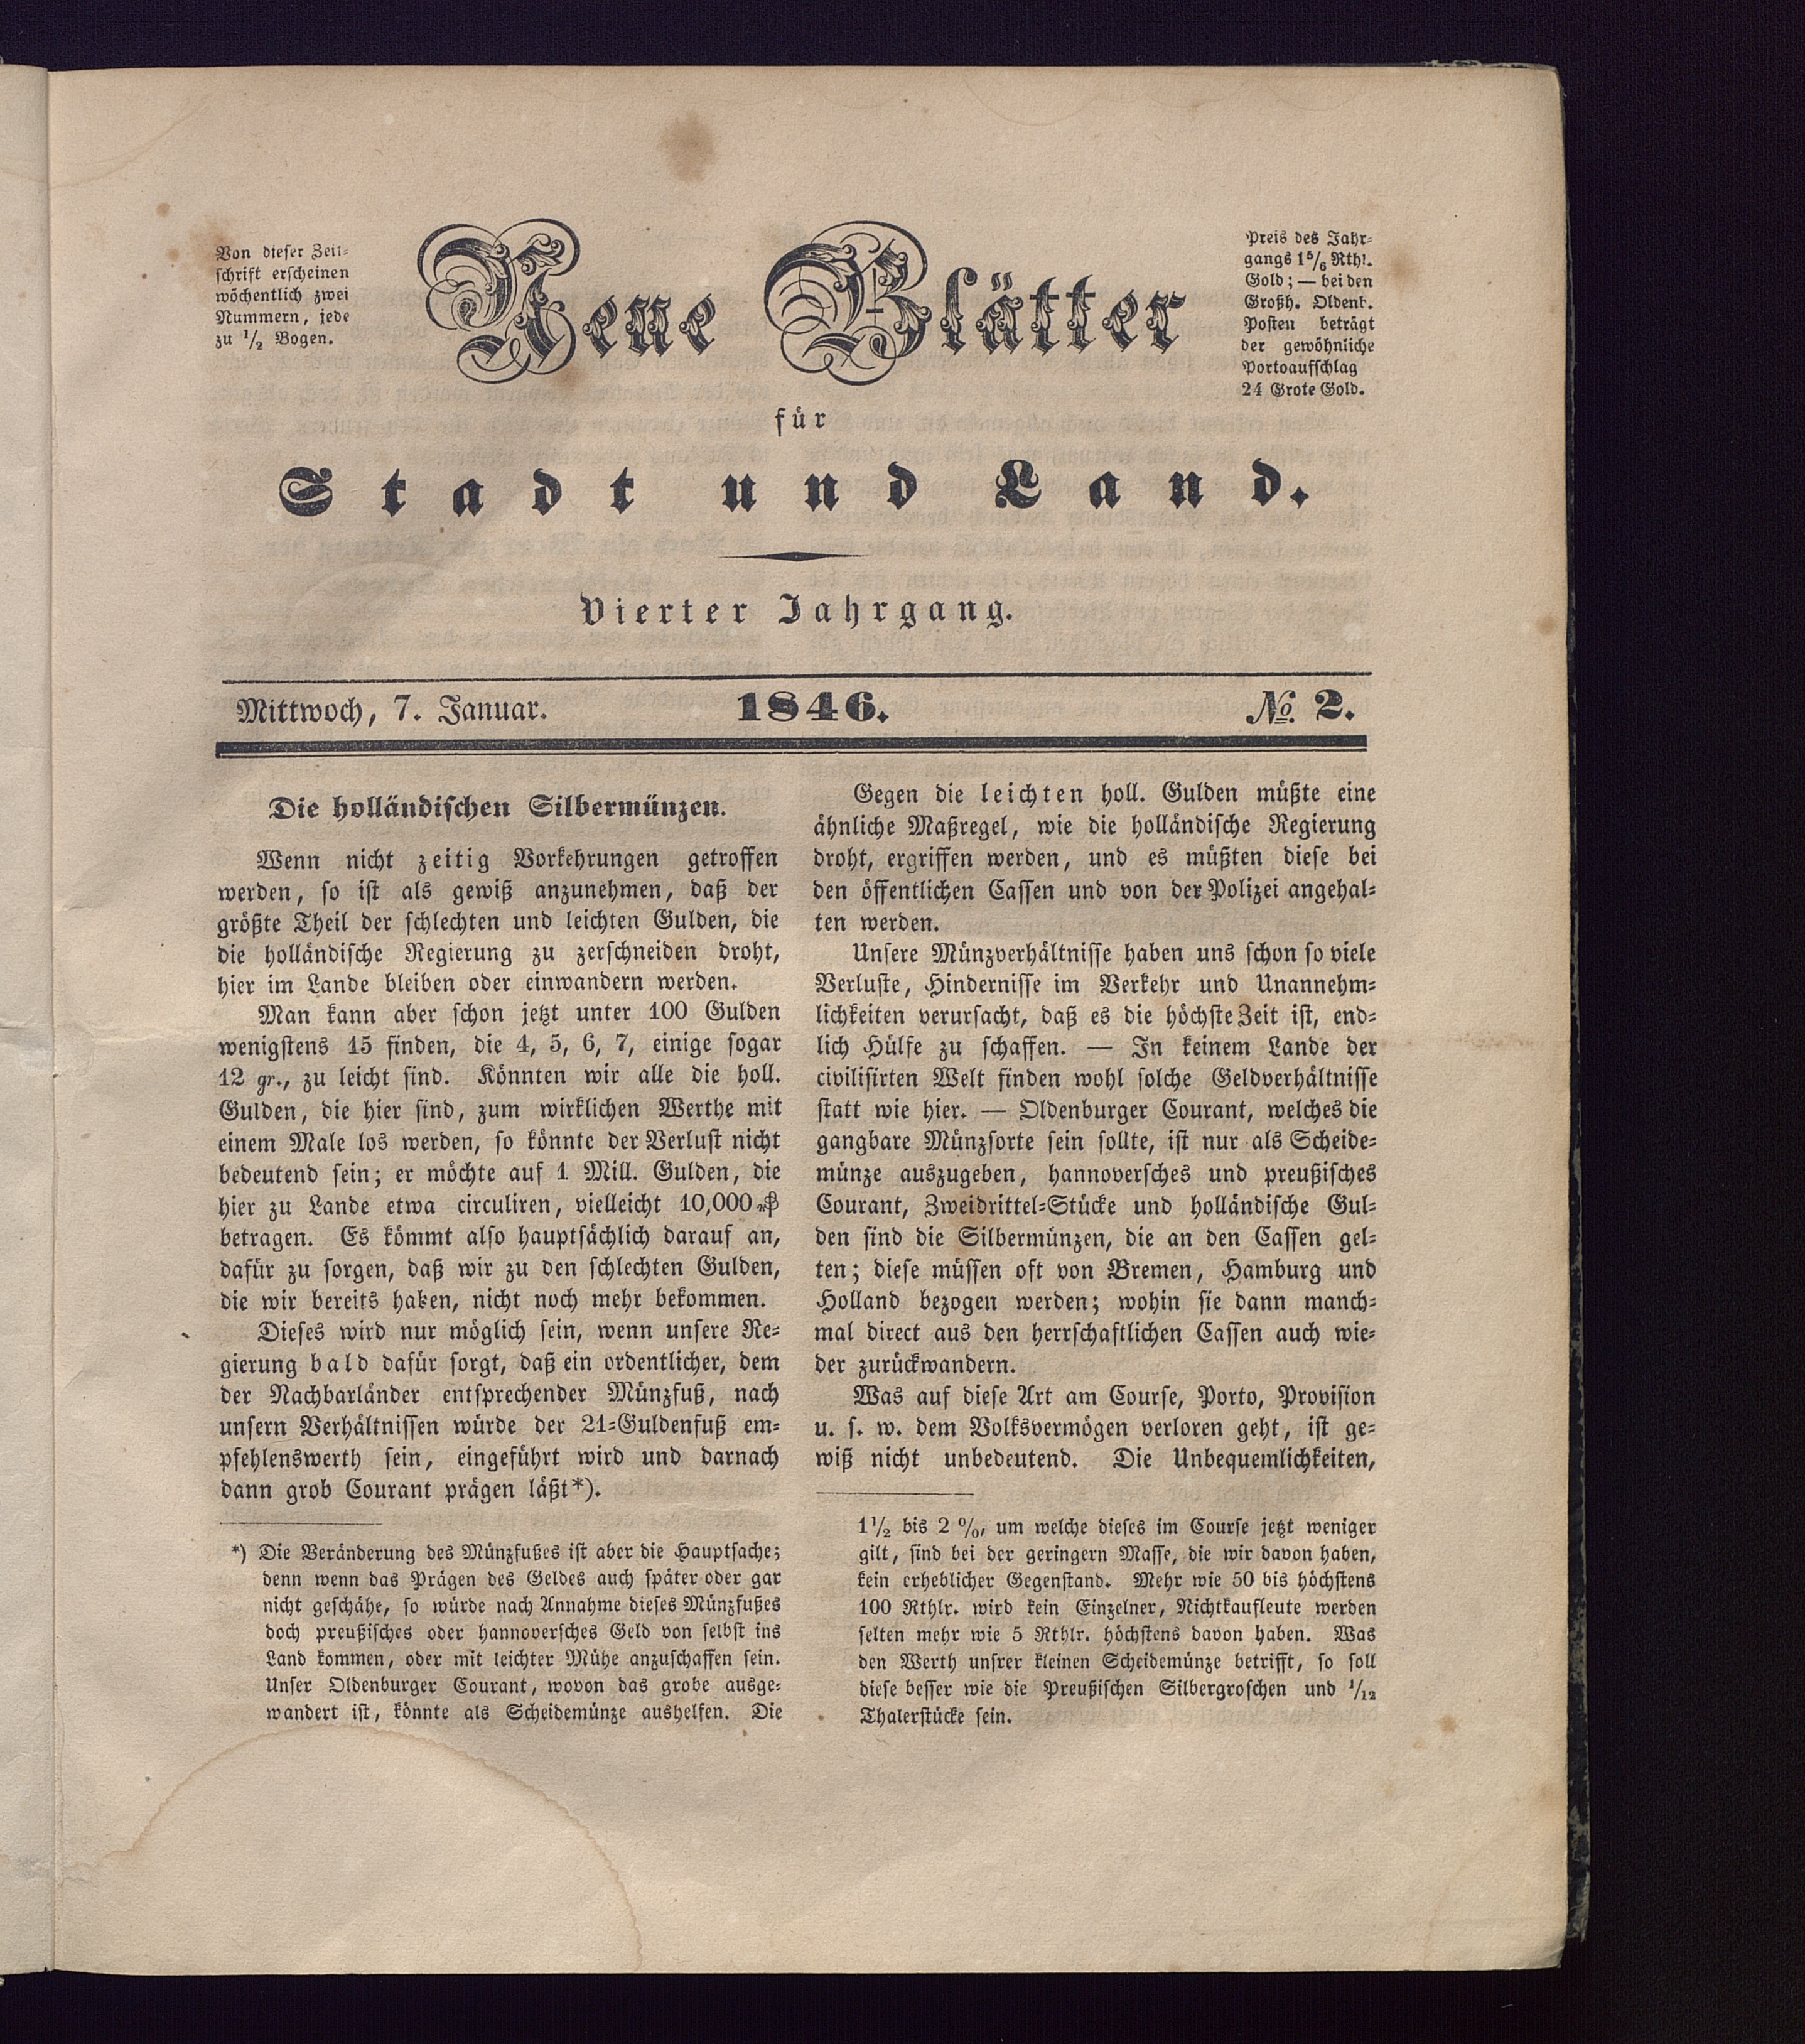 Von dieser Zeit-
schrift erscheinen
wöchentlich zwei
Nummern, jede
zu 1/2 Bogen.
Neue Blätter
Preis des Jahr-
gangs 1 5/6 Rthl.
Gold; — bei den
Großh. Oldenb.
Posten beträgt
der gewöhnliche
Portoaufschlag
24 Grote Gold.
für
Stadt und Land.
Vierter Jahrgang.
Mittwoch, 7. Januar. 1846. № 2.
Die holländischen Silbermünzen.
Wenn nicht zeitig Vorkehrungen getroffen
werden, so ist als gewiß anzunehmen, daß der
größte Theil der schlechten und leichten Gulden, die
die holländische Regierung zu zerschneiden droht,
hier im Lande bleiben oder einwandern werden.
Man kann aber schon jetzt unter 100 Gulden
wenigstens 15 finden, die 4, 5, 6, 7, einige sogar
12 gr., zu leicht sind. Könnten wir alle die holl.
Gulden, die hier sind, zum wirklichen Werthe mit
einem Male los werden, so könnte der Verlust nicht
bedeutend sein; er möchte auf 1 Mill. Gulden, die
hier zu Lande etwa circuliren, vielleicht 10,000 ₰
betragen. Es kömmt also hauptsächlich darauf an,
dafür zu sorgen, daß wir zu den schlechten Gulden,
die wir bereits haben, nicht noch mehr bekommen.
Dieses wird nur möglich sein, wenn unsere Re-
gierung bald dafür sorgt, daß ein ordentlicher, dem
der Nachbarländer entsprechender Münzfuß, nach
unsern Verhältnissen würde der 21-Guldenfuß em-
pfehlenswerth sein, eingeführt wird und darnach
dann grob Courant prägen läßt*).
*) Die Veränderung des Münzfußes ist aber die Hauptsache;
denn wenn das Prägen des Geldes auch später oder gar
nicht geschähe, so würde nach Annahme dieses Münzfußes
doch preußisches oder hannoversches Geld von selbst ins
Land kommen, oder mit leichter Mühe anzuschaffen sein.
Unser Oldenburger Courant, wovon das grobe ausge-
wandert ist, könnte als Scheidemünze aushelfen. Die
Gegen die leichten holl. Gulden müßte eine
ähnliche Maßregel, wie die holländische Regierung
droht, ergriffen werden, und es müßten diese bei
den öffentlichen Cassen und von der Polizei angehal-
ten werden.
Unsere Münzverhältnisse haben uns schon so viele
Verluste, Hindernisse im Verkehr und Unannehm-
lichkeiten verursacht, daß es die höchste Zeit ist, end-
lich Hülfe zu schaffen. — In keinem Lande der
civilisirten Welt finden wohl solche Geldverhältnisse
statt wie hier. — Oldenburger Courant, welches die
gangbare Münzsorte sein sollte, ist nur als Scheide-
münze auszugeben, hannoversches und preußisches
Courant, Zweidrittel-Stücke und holländische Gul-
den sind die Silbermünzen, die an den Cassen gel-
ten; diese müssen oft von Bremen, Hamburg und
Holland bezogen werden; wohin sie dann manch-
mal direct aus den herrschaftlichen Cassen auch wie-
der zurückwandern.
Was auf diese Art am Course, Porto, Provision
u. s. w. dem Volksvermögen verloren geht, ist ge-
wiß nicht unbedeutend. Die Unbequemlichkeiten,
1 1/2 bis 2 %, um welche dieses im Course jetzt weniger
gilt, sind bei der geringern Masse, die wir davon haben,
kein erheblicher Gegenstand. Mehr wie 50 bis höchstens
100 Rthlr. wird kein Einzelner, Nichtkaufleute werden
selten mehr wie 5 Rthlr. höchstens davon haben. Was
den Werth unsrer kleinen Scheidemünze betrifft, so soll
diese besser wie die Preußischen Silbergroschen und 1/12
Thalerstücke sein.